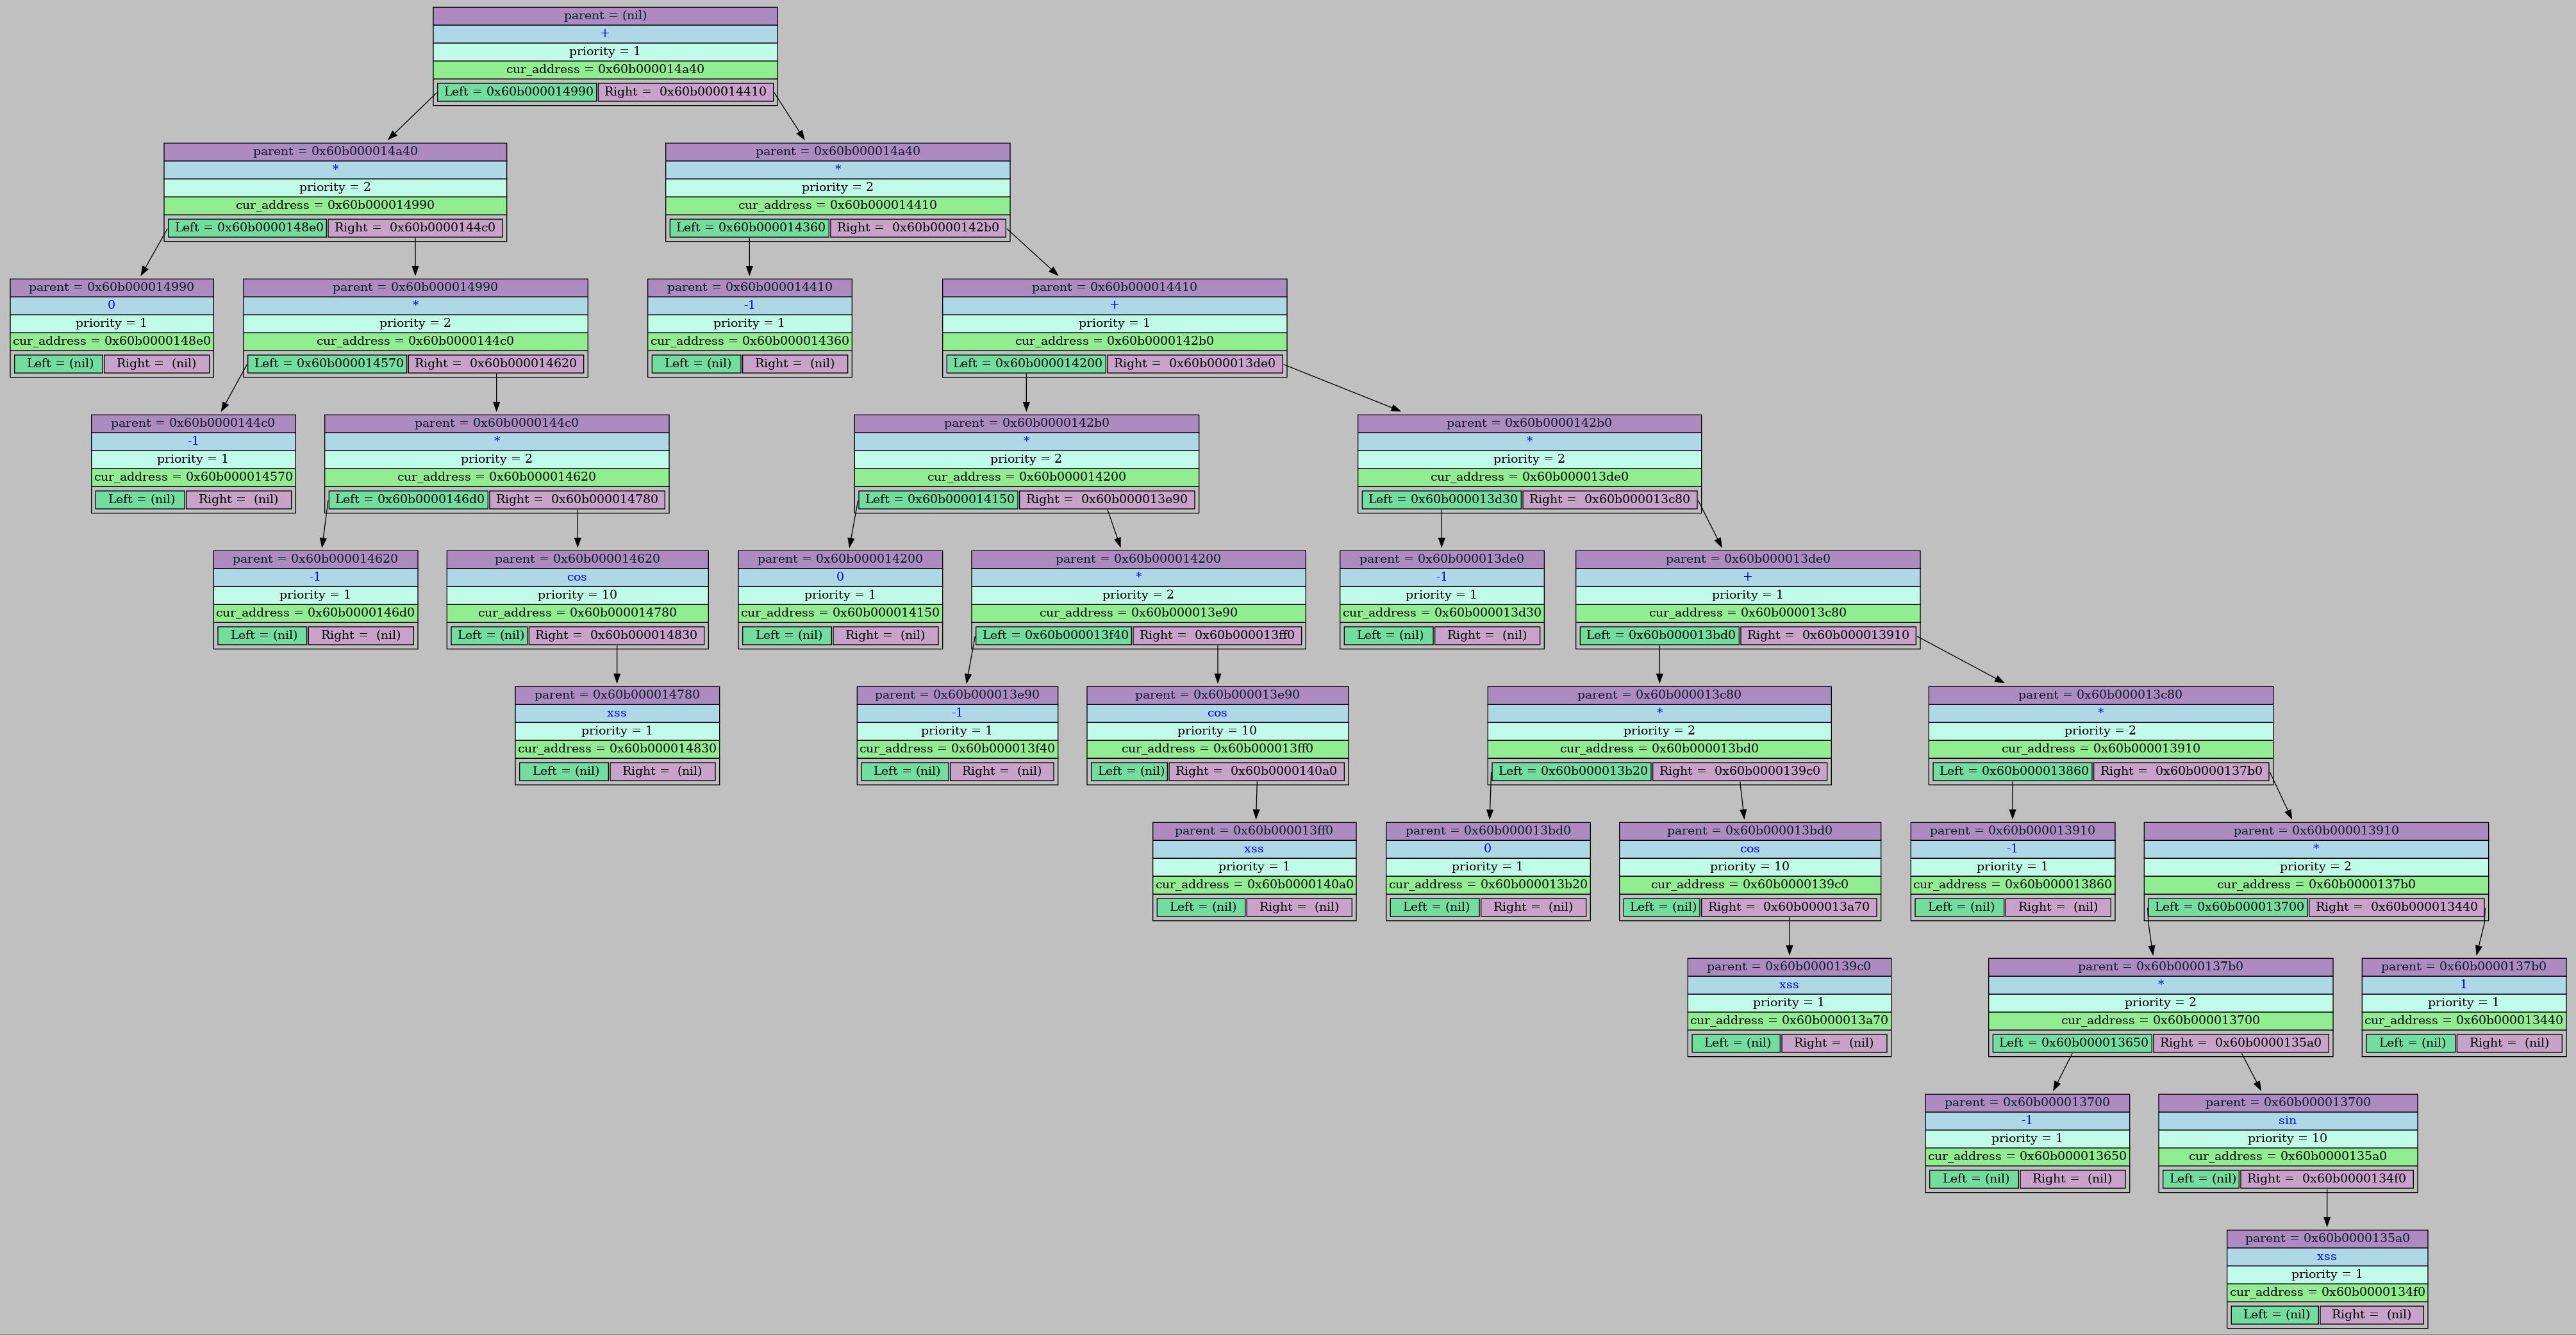 parent = (nil)
+
priority = 1
cur_address = 0x60b000014a40
Left = 0x60b000014990 Right = 0x60b000014410
parent = 0x60b000014a40
*
priority = 2
cur_address = 0x60b000014990
Left = 0x60b0000148e0 Right = 0x60b0000144c0
parent = 0x60b000014a40
*
priority = 2
cur_address = 0x60b000014410
Left = 0x60b000014360 Right = 0x60b0000142b0
parent = 0x60b000014990
0
priority = 1
cur_address = 0x60b0000148e0
Left = (nil) Right = (nil)
parent = 0x60b000014990
*
priority = 2
cur_address = 0x60b0000144c0
Left = 0x60b000014570 Right = 0x60b000014620
parent = 0x60b000014410
-1
priority = 1
cur_address = 0x60b000014360
Left = (nil) Right = (nil)
parent = 0x60b000014410
+
priority = 1
cur_address = 0x60b0000142b0
Left = 0x60b000014200 Right = 0x60b000013de0
parent = 0x60b0000144c0
-1
priority = 1
cur_address = 0x60b000014570
Left = (nil) Right = (nil)
parent = 0x60b0000144c0
*
priority = 2
cur_address = 0x60b000014620
Left = 0x60b0000146d0 Right = 0x60b000014780
parent = 0x60b0000142b0
*
priority = 2
cur_address = 0x60b000014200
Left = 0x60b000014150 Right = 0x60b000013e90
parent = 0x60b0000142b0
*
priority = 2
cur_address = 0x60b000013de0
Left = 0x60b000013d30 Right = 0x60b000013c80
parent = 0x60b000014620
-1
priority = 1
cur_address = 0x60b0000146d0
Left = (nil) Right = (nil)
parent = 0x60b000014620
cos
priority = 10
cur_address = 0x60b000014780
Left = (nil) Right = 0x60b000014830
parent = 0x60b000014200
0
priority = 1
cur_address = 0x60b000014150
Left = (nil) Right = (nil)
parent = 0x60b000014200
*
priority = 2
cur_address = 0x60b000013e90
Left = 0x60b000013f40 Right = 0x60b000013ff0
parent = 0x60b000013de0
-1
priority = 1
cur_address = 0x60b000013d30
Left = (nil) Right = (nil)
parent = 0x60b000013de0
+
priority = 1
cur_address = 0x60b000013c80
Left = 0x60b000013bd0 Right = 0x60b000013910
parent = 0x60b000014780
xss
priority = 1
cur_address = 0x60b000014830
Left = (nil) Right = (nil)
parent = 0x60b000013e90
-1
priority = 1
cur_address = 0x60b000013f40
Left = (nil) Right = (nil)
parent = 0x60b000013e90
cos
priority = 10
cur_address = 0x60b000013ff0
Left = (nil) Right = 0x60b0000140a0
parent = 0x60b000013c80
*
priority = 2
cur_address = 0x60b000013bd0
Left = 0x60b000013b20 Right = 0x60b0000139c0
parent = 0x60b000013c80
*
priority = 2
cur_address = 0x60b000013910
Left = 0x60b000013860 Right = 0x60b0000137b0
parent = 0x60b000013ff0
xss
priority = 1
cur_address = 0x60b0000140a0
Left = (nil) Right = (nil)
parent = 0x60b000013bd0
0
priority = 1
cur_address = 0x60b000013b20
Left = (nil) Right = (nil)
parent = 0x60b000013bd0
cos
priority = 10
cur_address = 0x60b0000139c0
Left = (nil) Right = 0x60b000013a70
parent = 0x60b000013910
-1
priority = 1
cur_address = 0x60b000013860
Left = (nil) Right = (nil)
parent = 0x60b000013910
*
priority = 2
cur_address = 0x60b0000137b0
Left = 0x60b000013700 Right = 0x60b000013440
parent = 0x60b0000139c0
xss
priority = 1
cur_address = 0x60b000013a70
Left = (nil) Right = (nil)
parent = 0x60b0000137b0
*
priority = 2
cur_address = 0x60b000013700
Left = 0x60b000013650 Right = 0x60b0000135a0
parent = 0x60b0000137b0
1
priority = 1
cur_address = 0x60b000013440
Left = (nil) Right = (nil)
parent = 0x60b000013700
-1
priority = 1
cur_address = 0x60b000013650
Left = (nil) Right = (nil)
parent = 0x60b000013700
sin
priority = 10
cur_address = 0x60b0000135a0
Left = (nil) Right = 0x60b0000134f0
parent = 0x60b0000135a0
xss
priority = 1
cur_address = 0x60b0000134f0
Left = (nil) Right = (nil)